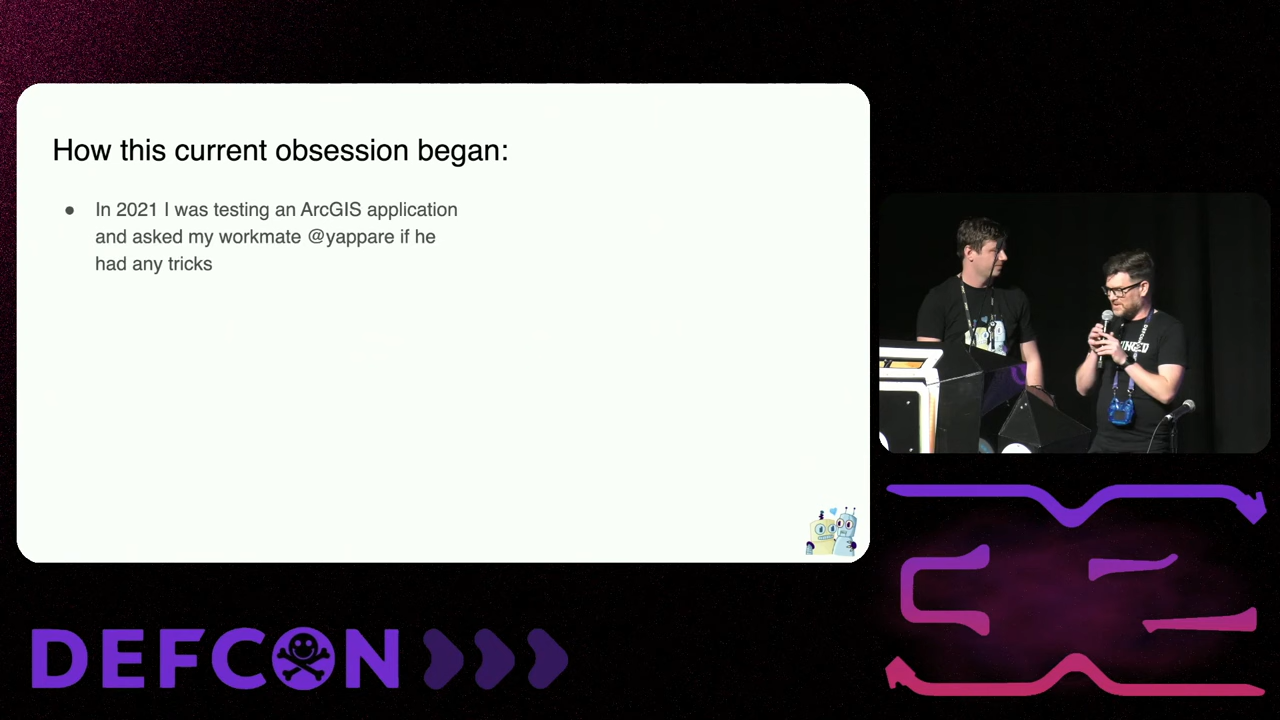 How this current obsession began:
● In 2021 I was testing an ArcGIS application
and asked my workmate @yappare if he
had any tricks
DEFCON